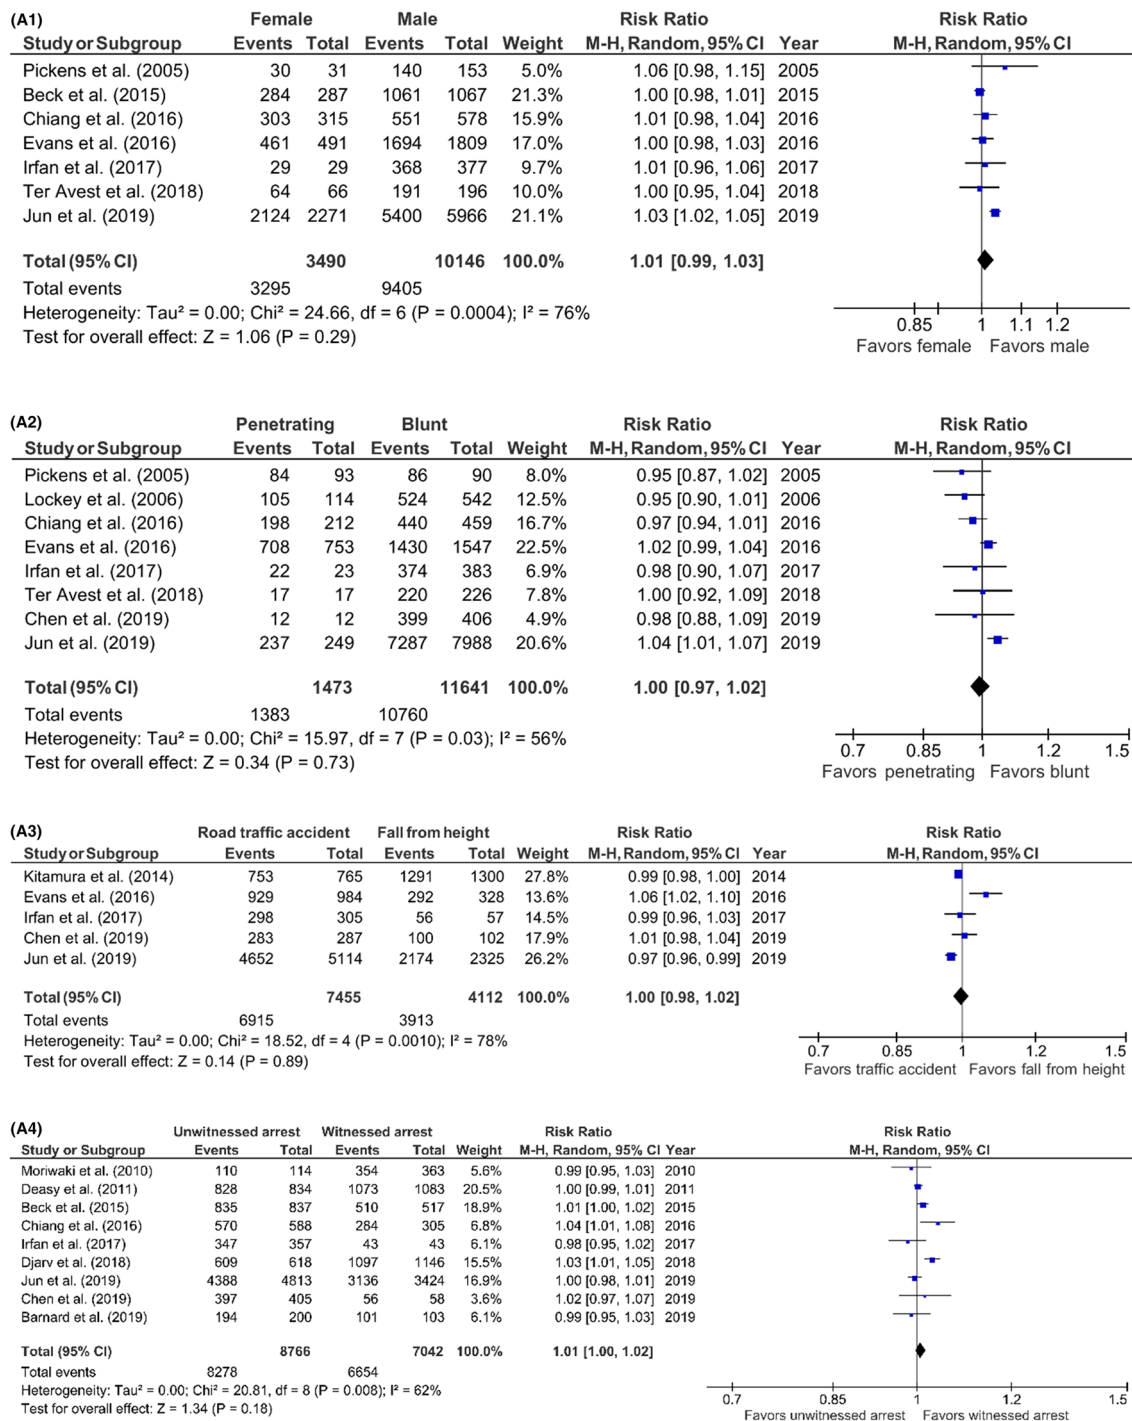 (A1)
Female Male Risk Ratio Risk Ratio
Study or Subgroup Events Total Events Total Weight M-H, Random, 95% CI Year M-H, Random, 95% CI
Pickens et al. (2005) 30 31 140 153 5.0% 1.06 [0.98, 1.15] 2005
Beck et al. (2015) 284 287 1061 1067 21.3% 1.00 [0.98, 1.01] 2015
Chiang et al. (2016) 303 315 551 578 15.9% 1.01 [0.98, 1.04] 2016
Evans et al. (2016) 461 491 1694 1809 17.0% 1.00 [0.98, 1.03] 2016
Irfan et al. (2017) 29 29 368 377 9.7% 1.01 [0.96, 1.06] 2017
Ter Avest et al. (2018) 64 66 191 196 10.0% 1.00 [0.95, 1.04] 2018
Jun et al. (2019) 2124 2271 5400 5966 21.1% 1.03 [1.02, 1.05] 2019
Total (95% CI) 3490 10146 100.0% 1.01 [0.99, 1.03]
Total events 3295 9405
Heterogeneity: Tau² = 0.00; Chi² = 24.66, df = 6 (P = 0.0004); I² = 76%
Test for overall effect: Z = 1.06 (P = 0.29)
0.85 1 1.1 1.2
Favors female Favors male
(A2)
Penetrating Blunt Risk Ratio Risk Ratio
Study or Subgroup Events Total Events Total Weight M-H, Random, 95% CI Year M-H, Random, 95% CI
Pickens et al. (2005) 84 93 86 90 8.0% 0.95 [0.87, 1.02] 2005
Lockey et al. (2006) 105 114 524 542 12.5% 0.95 [0.90, 1.01] 2006
Chiang et al. (2016) 198 212 440 459 16.7% 0.97 [0.94, 1.01] 2016
Evans et al. (2016) 708 753 1430 1547 22.5% 1.02 [0.99, 1.04] 2016
Irfan et al. (2017) 22 23 374 383 6.9% 0.98 [0.90, 1.07] 2017
Ter Avest et al. (2018) 17 17 220 226 7.8% 1.00 [0.92, 1.09] 2018
Chen et al. (2019) 12 12 399 406 4.9% 0.98 [0.88, 1.09] 2019
Jun et al. (2019) 237 249 7287 7988 20.6% 1.04 [1.01, 1.07] 2019
Total (95% CI) 1473 11641 100.0% 1.00 [0.97, 1.02]
Total events 1383 10760
Heterogeneity: Tau² = 0.00; Chi² = 15.97, df = 7 (P = 0.03); I² = 56%
Test for overall effect: Z = 0.34 (P = 0.73)
0.7 0.85 1 1.2 1.5
Favors penetrating Favors blunt
(A3)
Road traffic accident Fall from height Risk Ratio Risk Ratio
Study or Subgroup Events Total Events Total Weight M-H, Random, 95% CI Year M-H, Random, 95% CI
Kitamura et al. (2014) 753 765 1291 1300 27.8% 0.99 [0.98, 1.00] 2014
Evans et al. (2016) 929 984 292 328 13.6% 1.06 [1.02, 1.10] 2016
Irfan et al. (2017) 298 305 56 57 14.5% 0.99 [0.96, 1.03] 2017
Chen et al. (2019) 283 287 100 102 17.9% 1.01 [0.98, 1.04] 2019
Jun et al. (2019) 4652 5114 2174 2325 26.2% 0.97 [0.96, 0.99] 2019
Total (95% CI) 7455 4112 100.0% 1.00 [0.98, 1.02]
Total events 6915 3913
Heterogeneity: Tau² = 0.00; Chi² = 18.52, df = 4 (P = 0.0010); I² = 78%
Test for overall effect: Z = 0.14 (P = 0.89)
0.7 0.85 1 1.2 1.5
Favors traffic accident Favors fall from height
(A4)
Unwitnessed arrest Witnessed arrest Risk Ratio Risk Ratio
Study or Subgroup Events Total Events Total Weight M-H, Random, 95% CI Year M-H, Random, 95% CI
Moriwaki et al. (2010) 110 114 354 363 5.6% 0.99 [0.95, 1.03] 2010
Deasy et al. (2011) 828 834 1073 1083 20.5% 1.00 [0.99, 1.01] 2011
Beck et al. (2015) 835 837 510 517 18.9% 1.01 [1.00, 1.02] 2015
Chiang et al. (2016) 570 588 284 305 6.8% 1.04 [1.01, 1.08] 2016
Irfan et al. (2017) 347 357 43 43 6.1% 0.98 [0.95, 1.02] 2017
Djarv et al. (2018) 609 618 1097 1146 15.5% 1.03 [1.01, 1.05] 2018
Jun et al. (2019) 4388 4813 3136 3424 16.9% 1.00 [0.98, 1.01] 2019
Chen et al. (2019) 397 405 56 58 3.6% 1.02 [0.97, 1.07] 2019
Barnard et al. (2019) 194 200 101 103 6.1% 0.99 [0.95, 1.03] 2019
Total (95% CI) 8766 7042 100.0% 1.01 [1.00, 1.02]
Total events 8278 6654
Heterogeneity: Tau² = 0.00; Chi² = 20.81, df = 8 (P = 0.008); I² = 62%
Test for overall effect: Z = 1.34 (P = 0.18)
0.7 0.85 1 1.2 1.5
Favors unwitnessed arrest Favors witnessed arrest